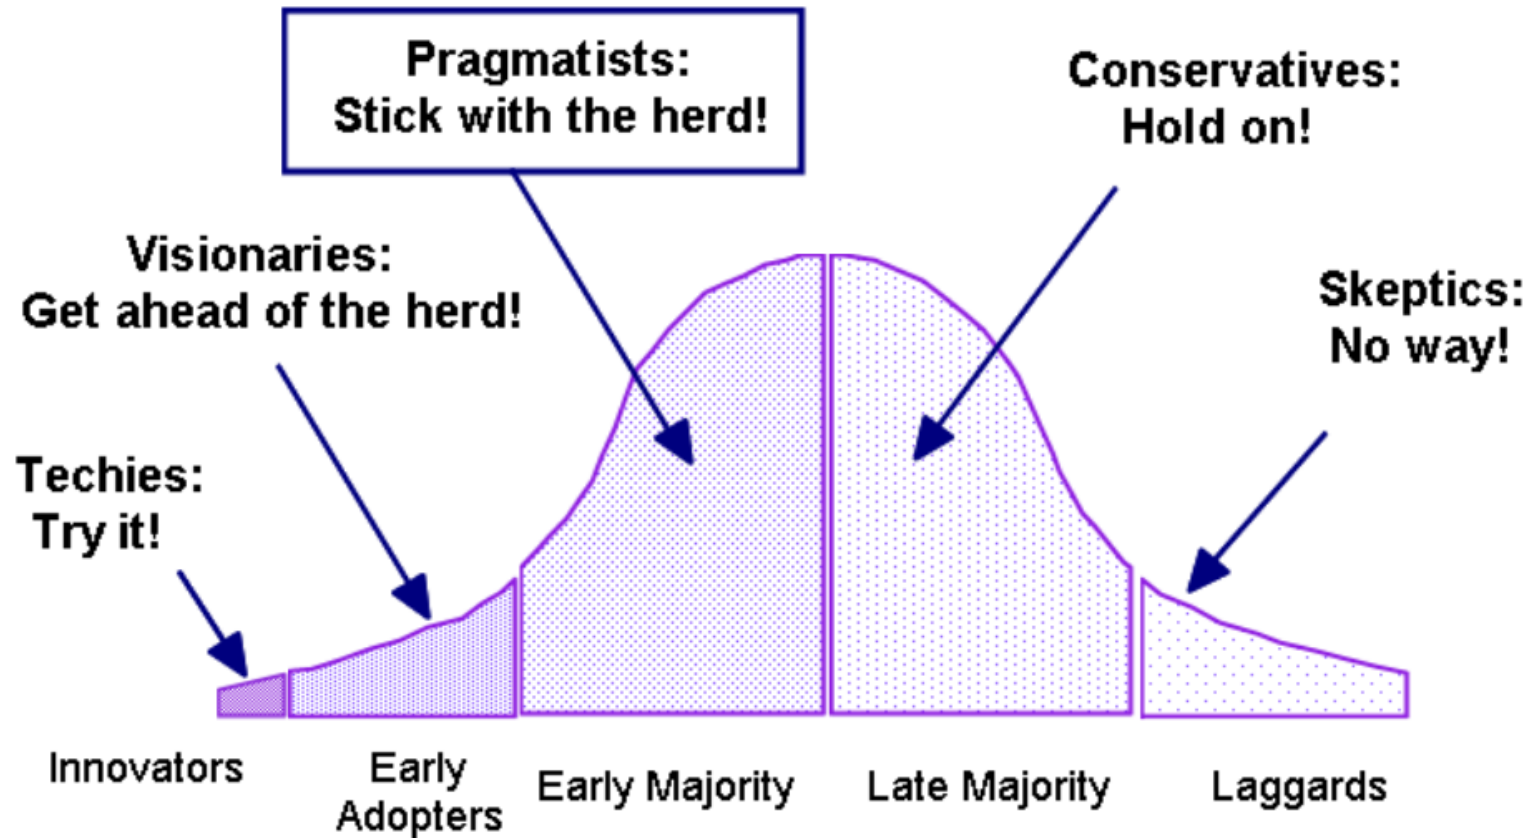 Pragmatists:
Stick with the herd!
Conservatives:
Hold on!
Visionaries:
Get ahead of the herd!
Skeptics:
No way!
Techies:
Try it!
Innovators
Early
Adopters
Early Majority
Late Majority
Laggards